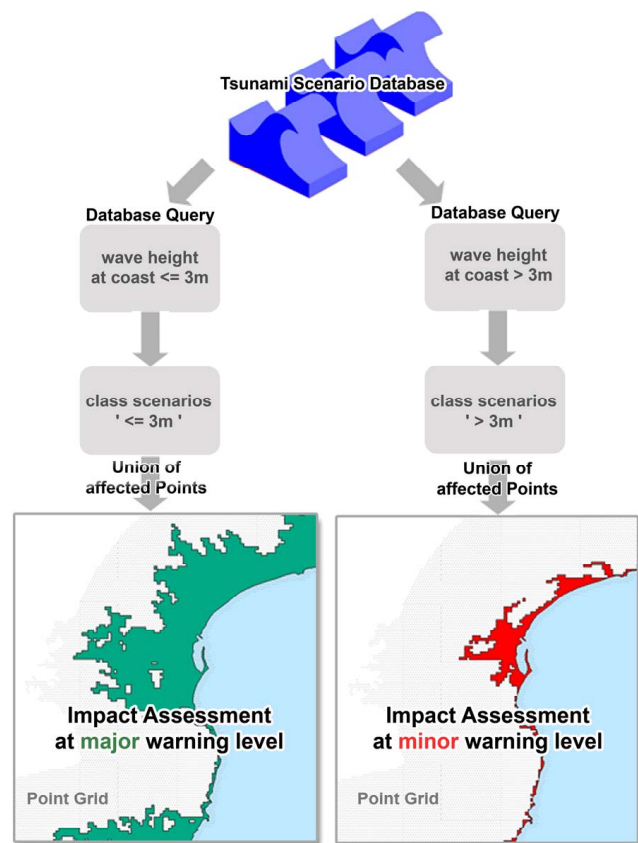 Tsunami Scenario Database
Database Query
wave height
at coast <= 3m
class scenarios
' <= 3m '
Union of
affected Points
Impact Assessment
at major warning level
Point Grid
Database Query
wave height
at coast > 3m
class scenarios
' > 3m '
Union of
affected Points
Impact Assessment
at minor warning level
Point Grid